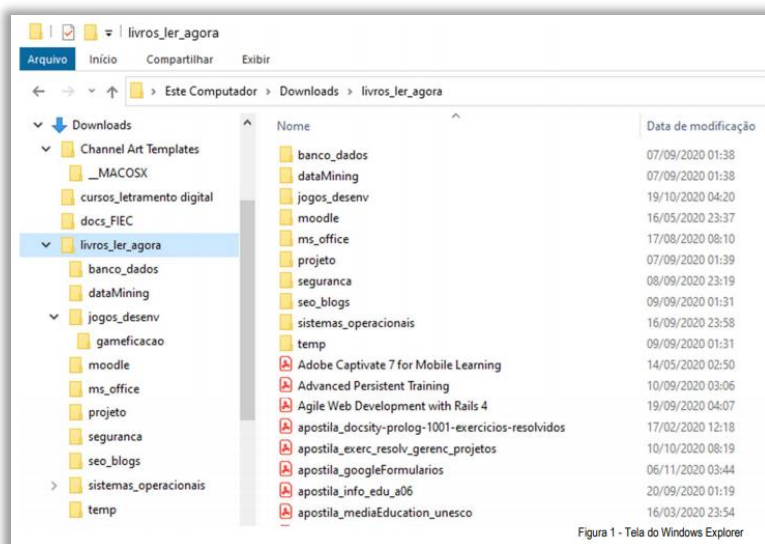 livros_ler_agora
Arquivo Início Compartilhar Exibir
Este Computador > Downloads > livros_ler_agora
Downloads
Channel Art Templates
__MACOSX
cursos_letramento digital
docs_FIEC
livros_ler_agora
banco_dados
dataMining
jogos_desenv
gameficacao
moodle
ms_office
projeto
seguranca
seo_blogs
sistemas_operacionais
temp
Nome Data de modificação
banco_dados 07/09/2020 01:38
dataMining 07/09/2020 01:38
jogos_desenv 19/10/2020 04:20
moodle 16/05/2020 23:37
ms_office 17/08/2020 08:10
projeto 07/09/2020 01:39
seguranca 08/09/2020 23:19
seo_blogs 09/09/2020 01:31
sistemas_operacionais 16/09/2020 23:58
temp 09/09/2020 01:31
Adobe Captivate 7 for Mobile Learning 14/05/2020 02:50
Advanced Persistent Training 10/09/2020 03:06
Agile Web Development with Rails 4 19/09/2020 04:07
apostila_docsity-prolog-1001-exercicios-resolvidos 17/02/2020 12:18
apostila_exerc_resolv_gerenc_projetos 10/10/2020 08:19
apostila_googleFormularios 06/11/2020 03:44
apostila_info_edu_a06 20/09/2020 01:19
apostila_mediaEducation_unesco 16/03/2020 23:54
Figura 1 - Tela do Windows Explorer